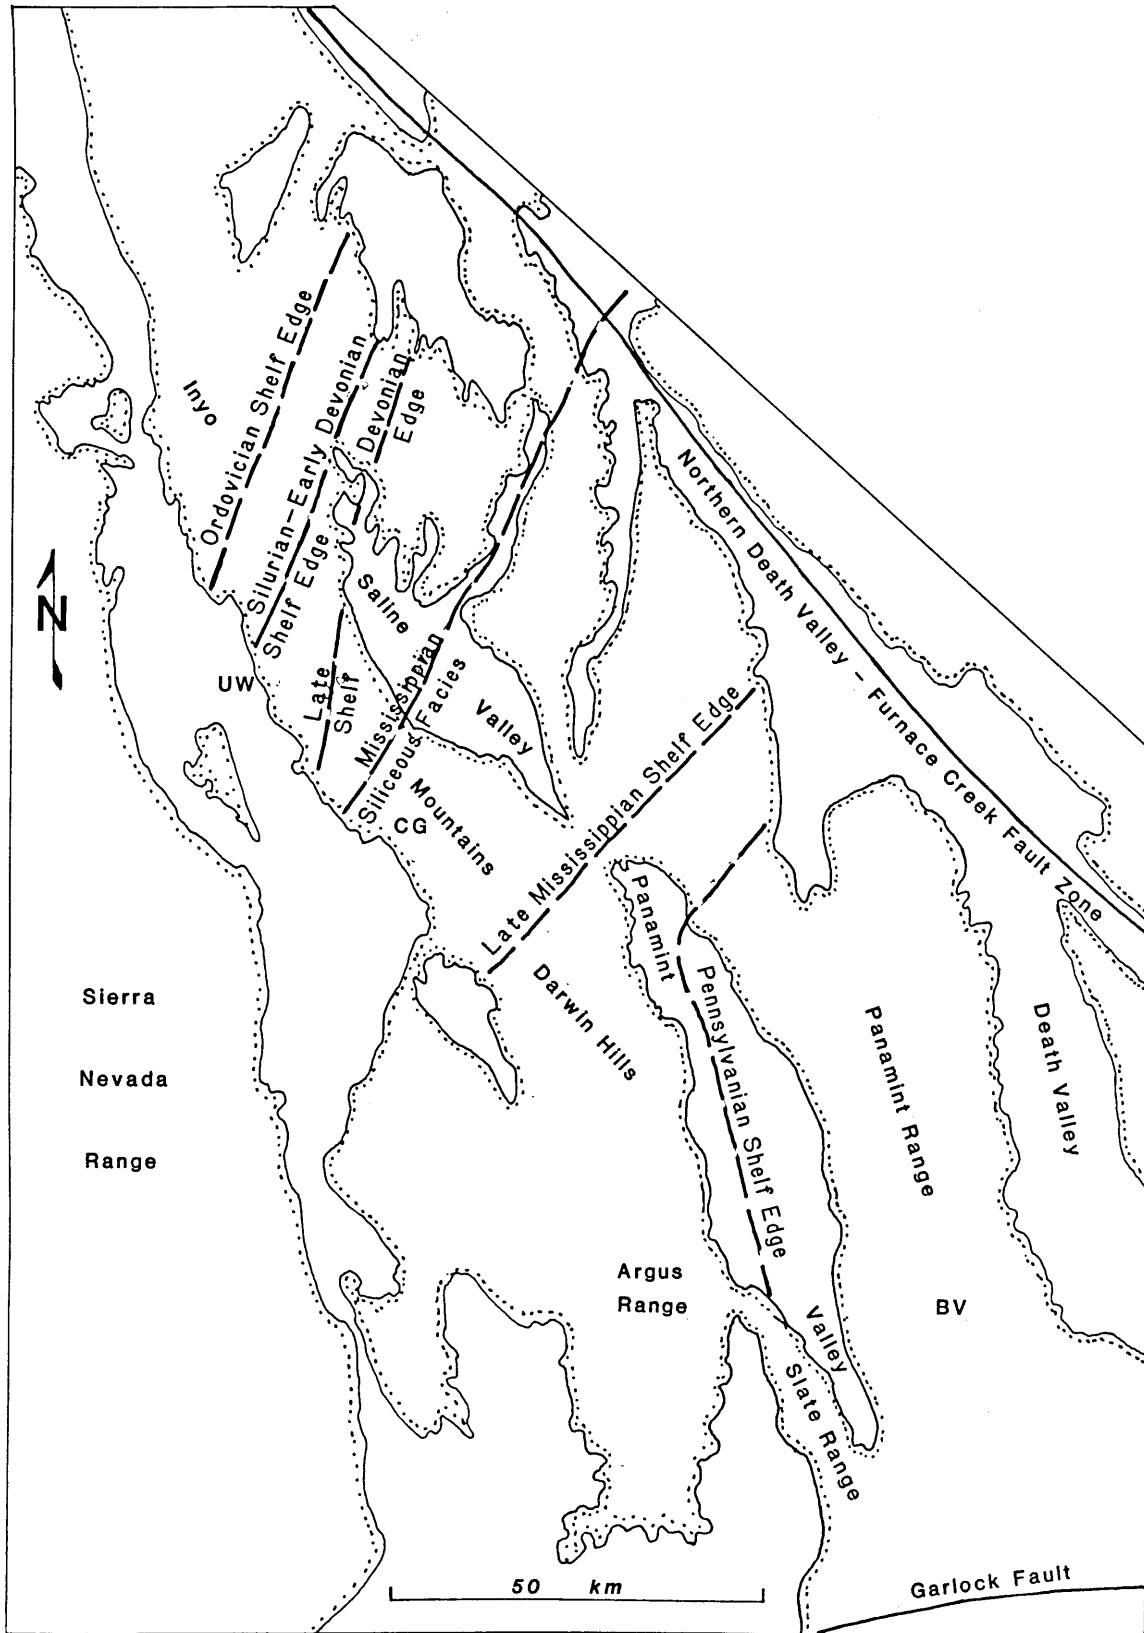 Inyo
Ordovician Shelf Edge
Silurian–Early Devonian
Shelf Edge
Late Devonian
Shelf Edge
Northern Death Valley – Furnace Creek Fault Zone
N
Saline
Valley
UW
Mississippian
Siliceous Facies
Mountains
CG
Late Mississippian Shelf Edge
Panamint
Valley
Darwin Hills
Pennsylvanian Shelf Edge
Sierra
Nevada
Range
Panamint Range
Death Valley
Argus
Range
BV
Slate Range
50 km
Garlock Fault